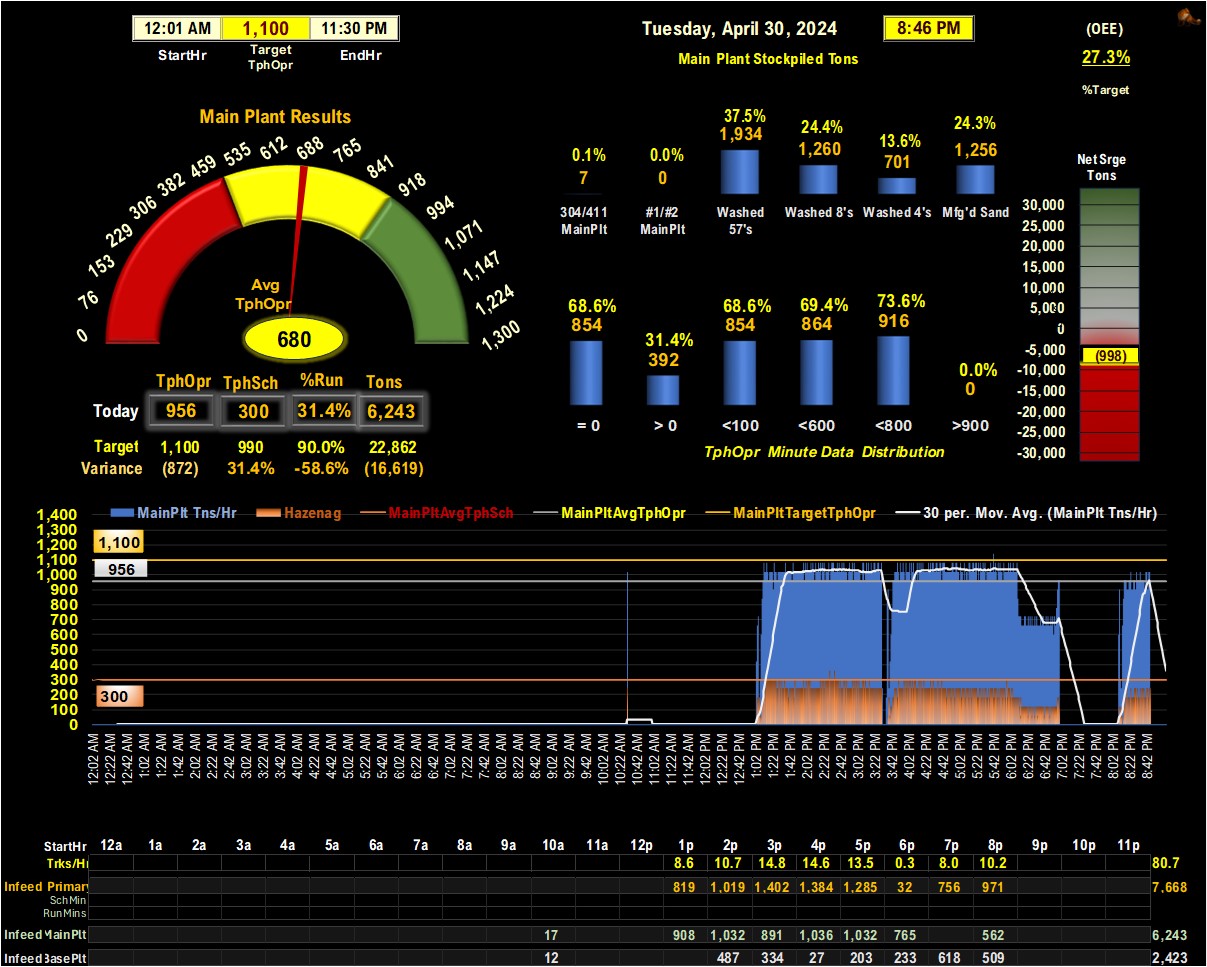 12:01 AM 1,100 11:30 PM
StartHr Target TphOpr EndHr
Tuesday, April 30, 2024 8:46 PM
Main Plant Stockpiled Tons
(OEE)
27.3%
%Target
Main Plant Results
0 76 153 229 306 382 459 535 612 688 765 841 918 994 1,071 1,147 1,224 1,300
Avg
TphOpr
680
TphOpr TphSch %Run Tons
Today 956 300 31.4% 6,243
Target 1,100 990 90.0% 22,862
Variance (872) 31.4% -58.6% (16,619)
0.1% 0.0% 37.5% 24.4% 13.6% 24.3%
7 0 1,934 1,260 701 1,256
304/411 MainPlt #1/#2 MainPlt Washed 57's Washed 8's Washed 4's Mfg'd Sand
68.6% 31.4% 68.6% 69.4% 73.6% 0.0%
854 392 854 864 916 0
= 0 > 0 <100 <600 <800 >900
TphOpr Minute Data Distribution
Net Srge
Tons
30,000
25,000
20,000
15,000
10,000
5,000
0
-5,000
(998)
-10,000
-15,000
-20,000
-25,000
-30,000
MainPlt Tns/Hr Hazenag MainPltAvgTphSch MainPltAvgTphOpr MainPltTargetTphOpr 30 per. Mov. Avg. (MainPlt Tns/Hr)
1,400
1,300
1,200 1,100
1,100
1,000 956
900
800
700
600
500
400
300
200 300
100
0
12:02 AM 12:22 AM 12:42 AM 1:02 AM 1:22 AM 1:42 AM 2:02 AM 2:22 AM 2:42 AM 3:02 AM 3:22 AM 3:42 AM 4:02 AM 4:22 AM 4:42 AM 5:02 AM 5:22 AM 5:42 AM 6:02 AM 6:22 AM 6:42 AM 7:02 AM 7:22 AM 7:42 AM 8:02 AM 8:22 AM 8:42 AM 9:02 AM 9:22 AM 9:42 AM 10:02 AM 10:22 AM 10:42 AM 11:02 AM 11:22 AM 11:42 AM 12:02 PM 12:22 PM 12:42 PM 1:02 PM 1:22 PM 1:42 PM 2:02 PM 2:22 PM 2:42 PM 3:02 PM 3:22 PM 3:42 PM 4:02 PM 4:22 PM 4:42 PM 5:02 PM 5:22 PM 5:42 PM 6:02 PM 6:22 PM 6:42 PM 7:02 PM 7:22 PM 7:42 PM 8:02 PM 8:22 PM 8:42 PM
StartHr 12a 1a 2a 3a 4a 5a 6a 7a 8a 9a 10a 11a 12p 1p 2p 3p 4p 5p 6p 7p 8p 9p 10p 11p
Trks/Hr 8.6 10.7 14.8 14.6 13.5 0.3 8.0 10.2 80.7
Infeed Primary 819 1,019 1,402 1,384 1,285 32 756 971 7,668
SchMin
RunMins
Infeed MainPlt 17 908 1,032 891 1,036 1,032 765 562 6,243
Infeed BasePlt 12 487 334 27 203 233 618 509 2,423